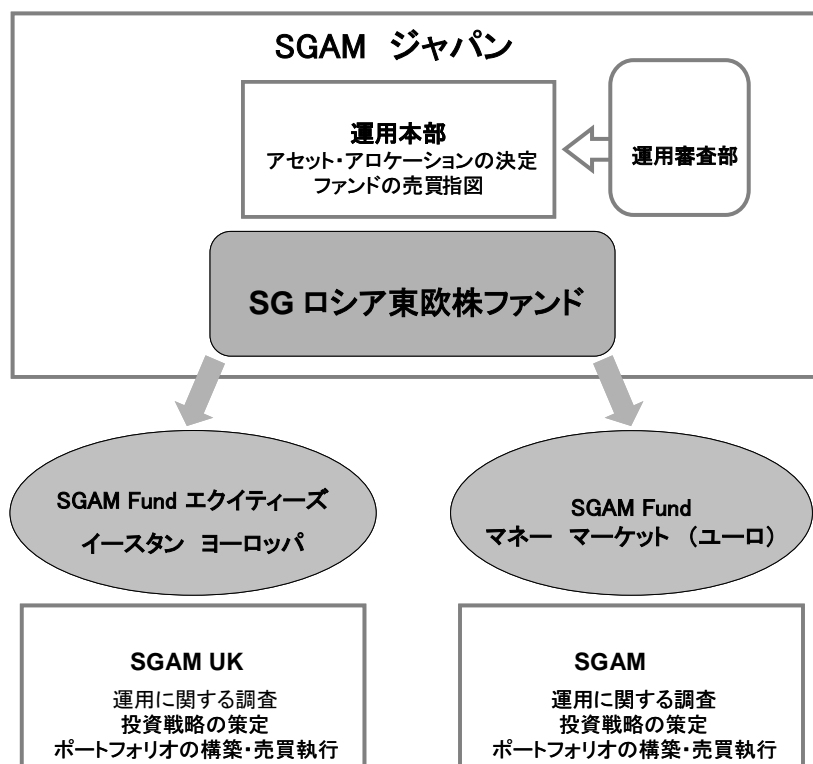 SGAM ジャパン
運用本部
アセット・アロケーションの決定
ファンドの売買指図
運用審査部
SG ロシア東欧株ファンド
SGAM Fund エクイティーズ
イースタン ヨーロッパ
SGAM Fund
マネー マーケット （ユーロ）
SGAM UK
運用に関する調査
投資戦略の策定
ポートフォリオの構築・売買執行
SGAM
運用に関する調査
投資戦略の策定
ポートフォリオの構築・売買執行